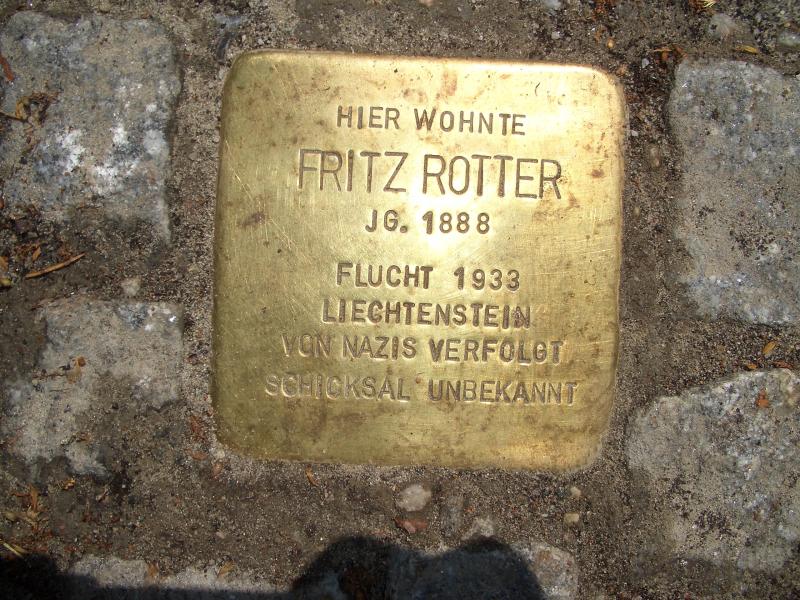 HIER WOHNTE
FRITZ ROTTER
JG. 1888
FLUCHT 1933
LIECHTENSTEIN
VON NAZIS VERFOLGT
SCHICKSAL UNBEKANNT